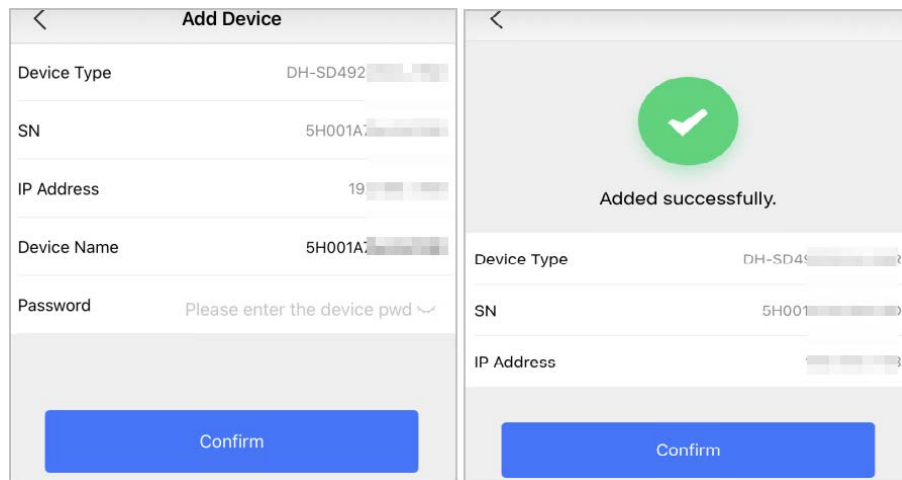 Add Device
Device Type DH-SD492
SN 5H001A
IP Address 19
Device Name 5H001A
Password Please enter the device pwd
Confirm
Added successfully.
Device Type DH-SD4
SN 5H001
IP Address
Confirm